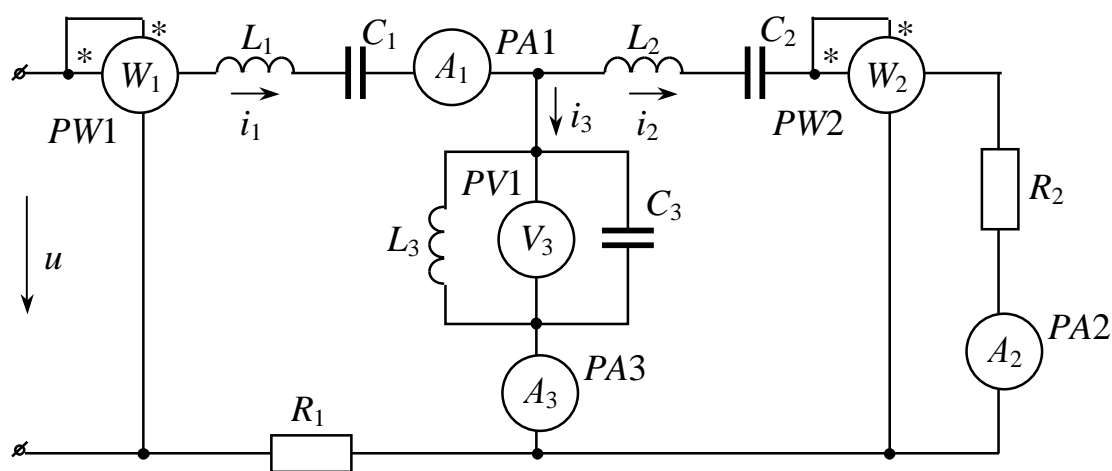 * * W1 L1 C1 A1 PA1 L2 C2 * * W2
PW1 i1 i3 i2 PW2
PV1 C3 R2
u L3 V3
A3 PA3 A2 PA2
R1